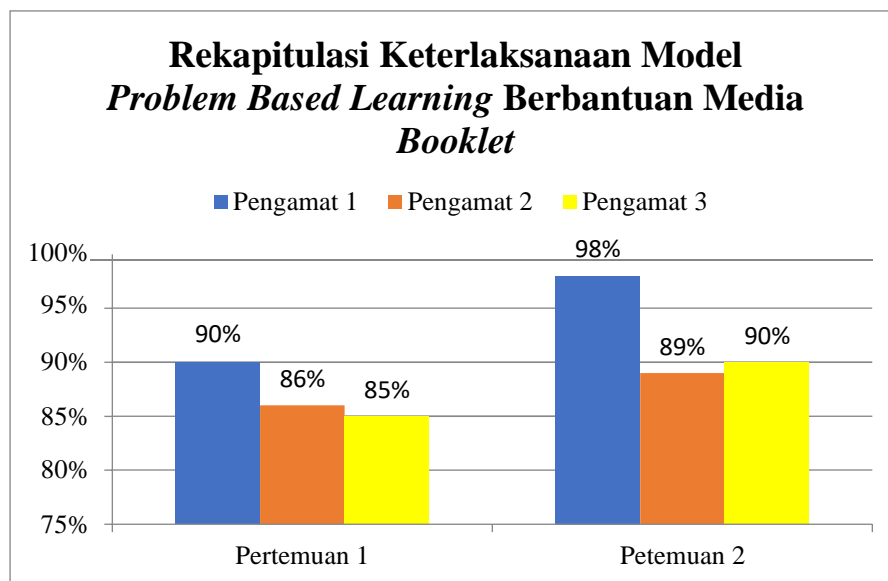 Rekapitulasi Keterlaksanaan Model
Problem Based Learning Berbantuan Media
Booklet
Pengamat 1 Pengamat 2 Pengamat 3
100%
95%
90%
85%
80%
75%
90%
86%
85%
98%
89%
90%
Pertemuan 1
Petemuan 2